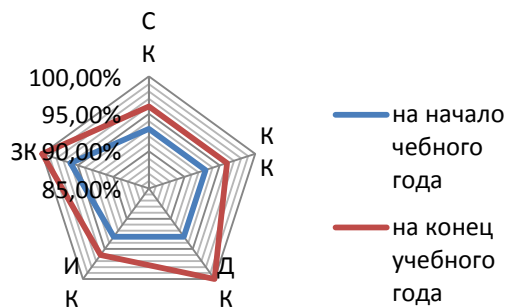 С
К
100,00%
95,00%
90,00%
85,00%
К
К
Д
К
И
К
ЗК
на начало
чебного
года
на конец
учебного
года